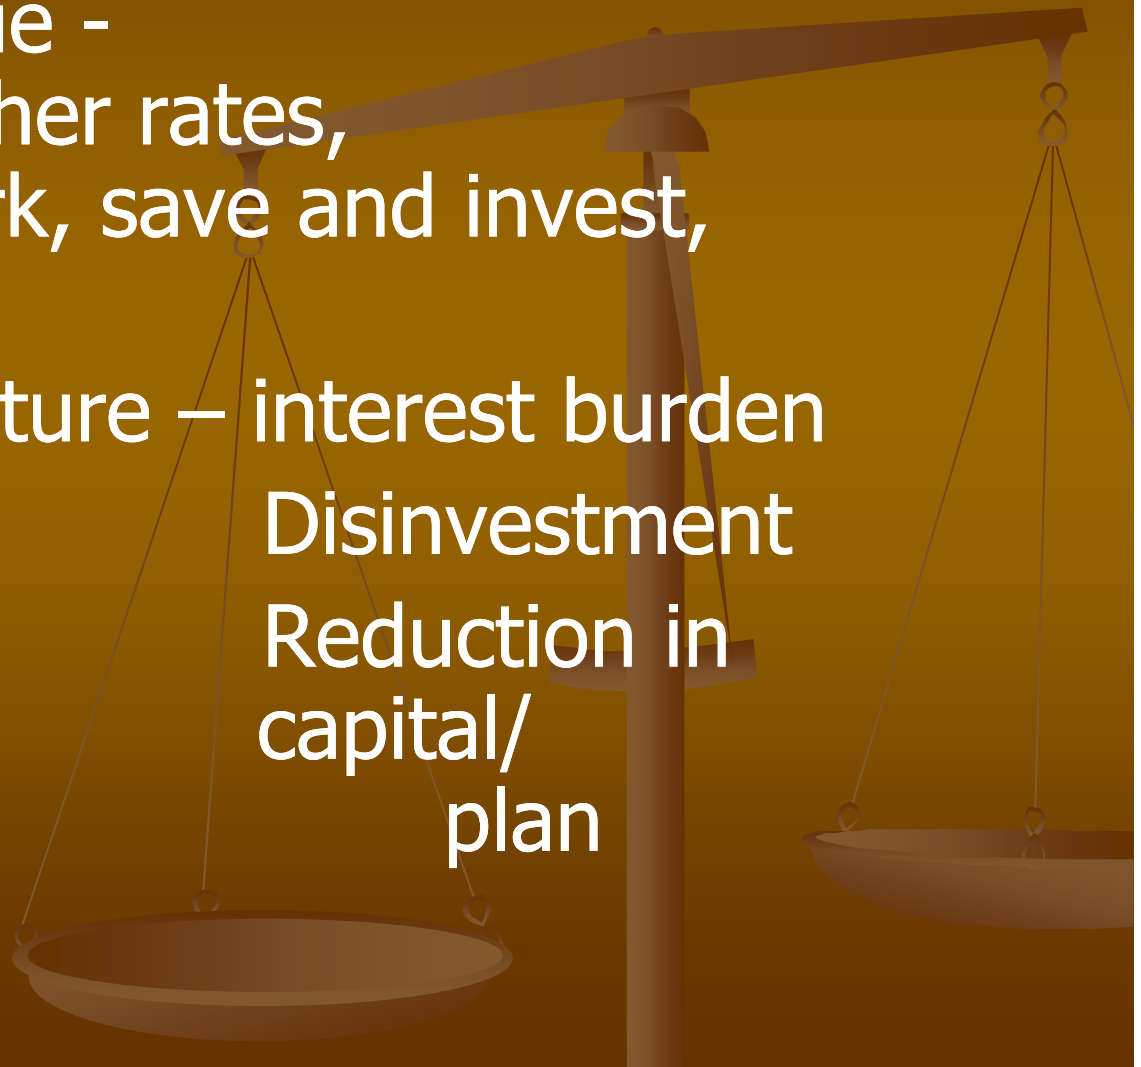 ue -
her rates,
rk, save and invest,
ture – interest burden
Disinvestment
Reduction in
capital/
plan